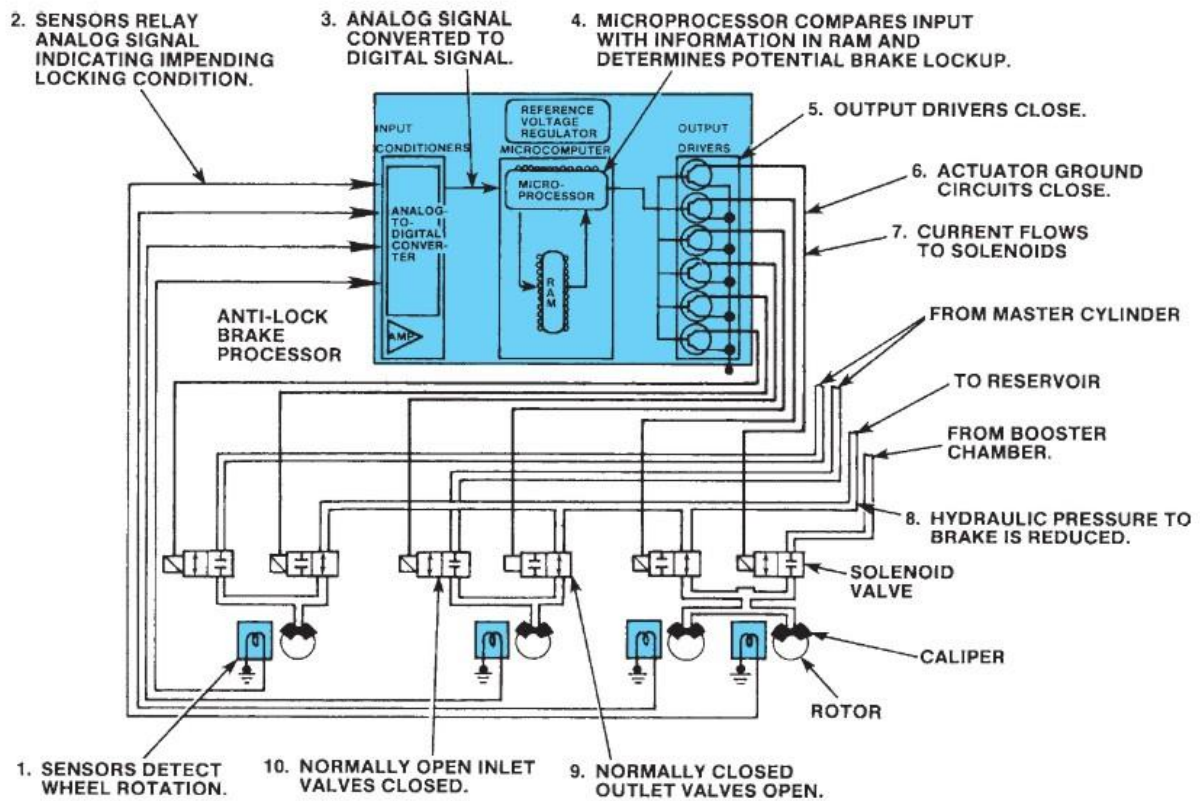 2. SENSORS RELAY
ANALOG SIGNAL
INDICATING IMPENDING
LOCKING CONDITION.
3. ANALOG SIGNAL
CONVERTED TO
DIGITAL SIGNAL.
4. MICROPROCESSOR COMPARES INPUT
WITH INFORMATION IN RAM AND
DETERMINES POTENTIAL BRAKE LOCKUP.
REFERENCE
VOLTAGE
REGULATOR
INPUT
CONDITIONERS
MICROCOMPUTER
OUTPUT
DRIVERS
MICRO-
PROCESSOR
ANALOG-
TO-
DIGITAL
CONVER-
TER
RAM
AMP
5. OUTPUT DRIVERS CLOSE.
6. ACTUATOR GROUND
CIRCUITS CLOSE.
7. CURRENT FLOWS
TO SOLENOIDS
ANTI-LOCK
BRAKE
PROCESSOR
FROM MASTER CYLINDER
TO RESERVOIR
FROM BOOSTER
CHAMBER.
8. HYDRAULIC PRESSURE TO
BRAKE IS REDUCED.
SOLENOID
VALVE
CALIPER
ROTOR
1. SENSORS DETECT
WHEEL ROTATION.
10. NORMALLY OPEN INLET
VALVES CLOSED.
9. NORMALLY CLOSED
OUTLET VALVES OPEN.